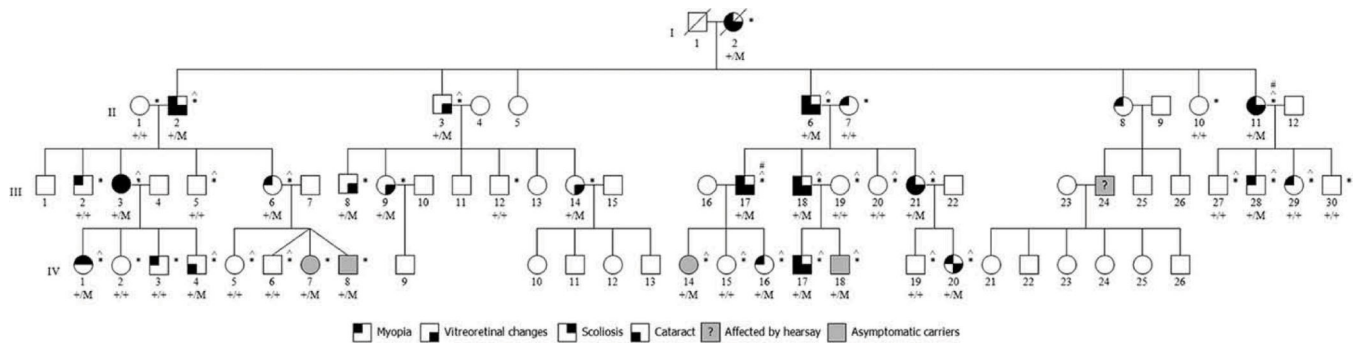 I *
1 2
+/M
# 
^ ^ ^ ^ ^
II * * * * * * *
1 2 3 4 5 6 7 8 9 10 11 12
+/+ +/M +/M +/M +/+ +/+ +/M
#
III ?
1 2 3 4 5 6 7 8 9 10 11 12 13 14 15 16 17 18 19 20 21 22 23 24 25 26 27 28 29 30
+/+ +/M +/+ +/M +/M +/M +/+ +/M +/M +/M +/+ +/+ +/M +/+ +/M +/+ +/+
IV
1 2 3 4 5 6 7 8 9 10 11 12 13 14 15 16 17 18 19 20 21 22 23 24 25 26
+/M +/+ +/+ +/M +/+ +/+ +/M +/M +/M +/+ +/M +/M +/M +/+ +/M
Myopia Vitreoretinal changes Scoliosis Cataract ? Affected by hearsay Asymptomatic carriers